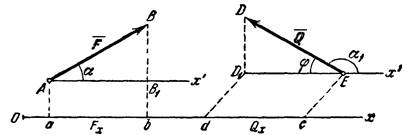 B D
F̅ Q̅
α φ α₁
A B₁ x' D₁ E x'
O a Fₓ b d Qₓ c x